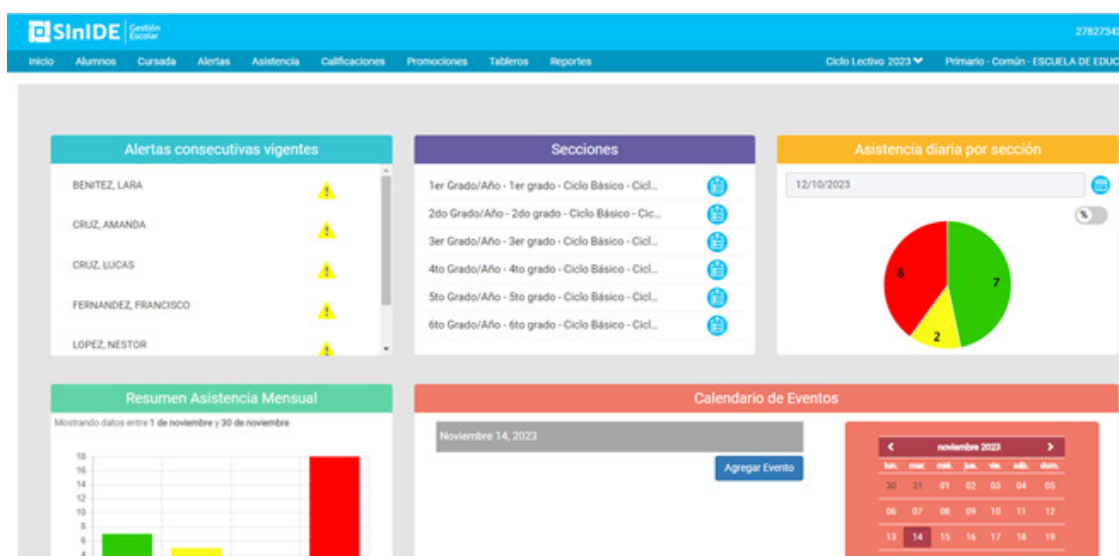 SInIDE Gestión Escolar
27827343
Inicio Alumnos Cursada Alertas Asistencia Calificaciones Promociones Tableros Reportes Ciclo Lectivo 2023 Primario - Común - ESCUELA DE EDUC
Alertas consecutivas vigentes
BENITEZ, LARA
CRUZ, AMANDA
CRUZ, LUCAS
FERNANDEZ, FRANCISCO
LOPEZ, NESTOR
Secciones
1er Grado/Año - 1er grado - Ciclo Básico - Cicl...
2do Grado/Año - 2do grado - Ciclo Básico - Cic...
3er Grado/Año - 3er grado - Ciclo Básico - Cicl...
4to Grado/Año - 4to grado - Ciclo Básico - Cicl...
5to Grado/Año - 5to grado - Ciclo Básico - Cicl...
6to Grado/Año - 6to grado - Ciclo Básico - Cicl...
Asistencia diaria por sección
12/10/2023
%
6
7
2
Resumen Asistencia Mensual
Mostrando datos entre 1 de noviembre y 30 de noviembre
18
16
14
12
10
8
6
4
Calendario de Eventos
Noviembre 14, 2023
Agregar Evento
noviembre 2023
lun. mar. mié. jue. vie. sáb. dom.
30 31 01 02 03 04 05
06 07 08 09 10 11 12
13 14 15 16 17 18 19